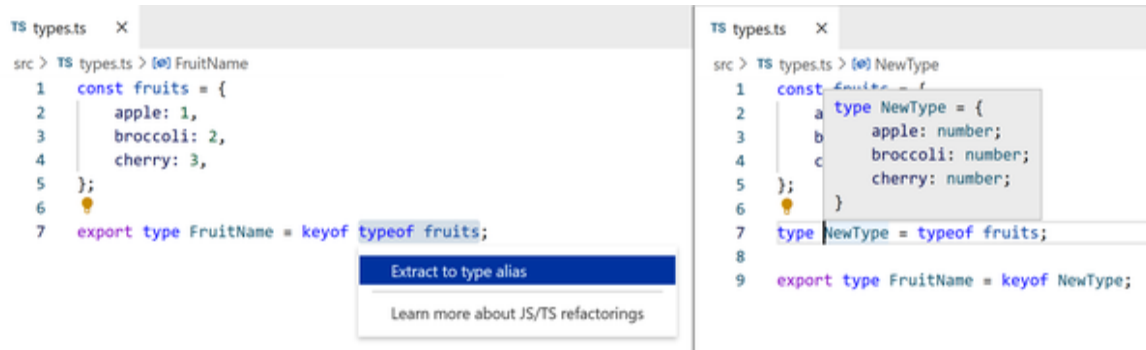 TS types.ts ×
src > TS types.ts > [@] FruitName
1 const fruits = {
2 apple: 1,
3 broccoli: 2,
4 cherry: 3,
5 };
6
7 export type FruitName = keyof typeof fruits;
Extract to type alias
Learn more about JS/TS refactorings
TS types.ts ×
src > TS types.ts > [@] NewType
1 const fruits = {
type NewType = {
2 a
apple: number;
3 b
broccoli: number;
4 c
cherry: number;
5 };
}
6
7 type NewType = typeof fruits;
8
9 export type FruitName = keyof NewType;